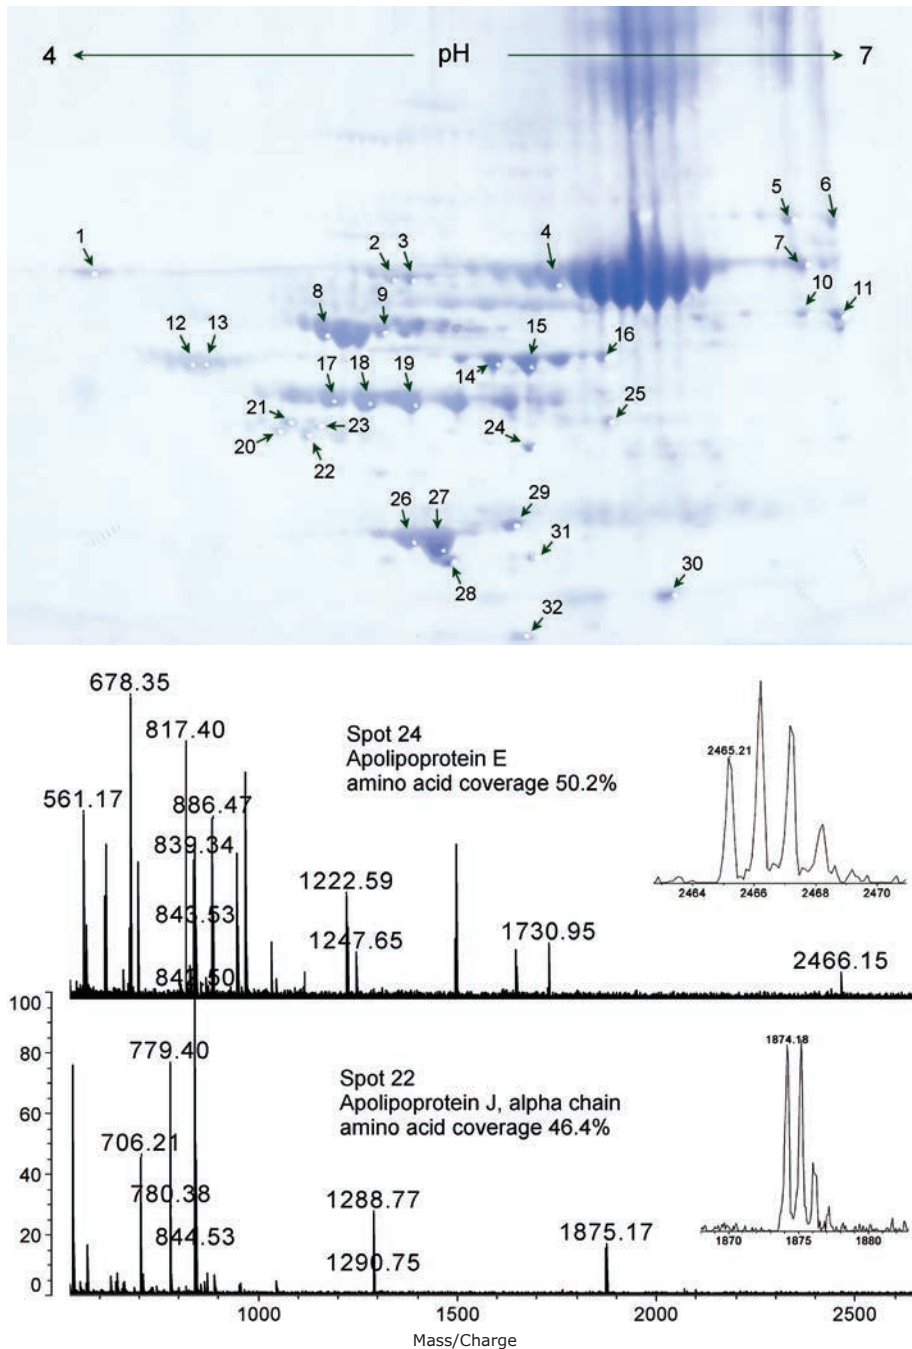 4 pH 7
1
2 3
4
5 6
7
8 9
10 11
12 13
14 15 16
17 18 19
20 21 22 23
24 25
26 27
28 29
30 31
32
678.35
817.40
561.17
886.47
839.34
843.53
841.50
1222.59
1247.65
1730.95
2466.15
Spot 24
Apolipoprotein E
amino acid coverage 50.2%
2465.21
2464 2466 2468 2470
100
80
60
40
20
0
779.40
706.21
780.38
844.53
1288.77
1290.75
1875.17
Spot 22
Apolipoprotein J, alpha chain
amino acid coverage 46.4%
1874.18
1870 1875 1880
1000 1500 2000 2500
Mass/Charge